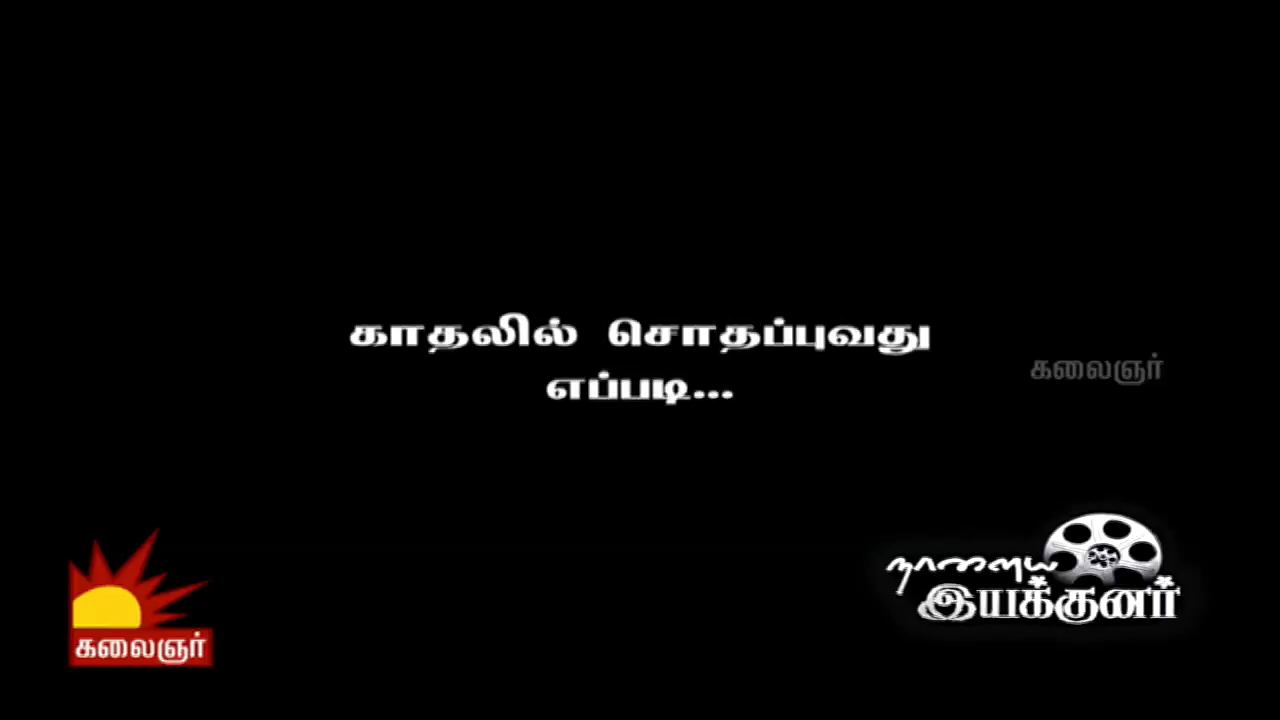 காதலில் சொதப்புவது
எப்படி...
கலைஞர்
நாளைய
இயக்குனர்
கலைஞர்